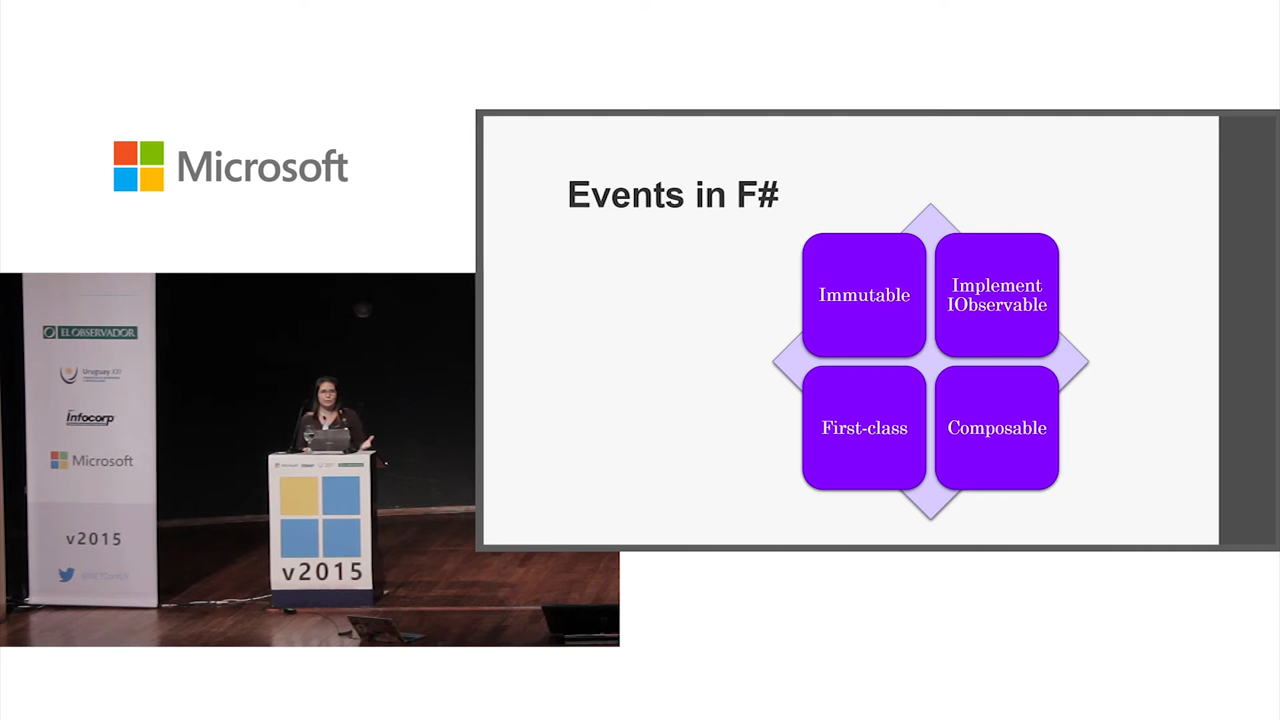 Microsoft
Events in F#
Immutable
Implement
IObservable
First-class
Composable
EL OBSERVADOR
Uruguay XXI
Infocorp
Microsoft
v2015
v2015